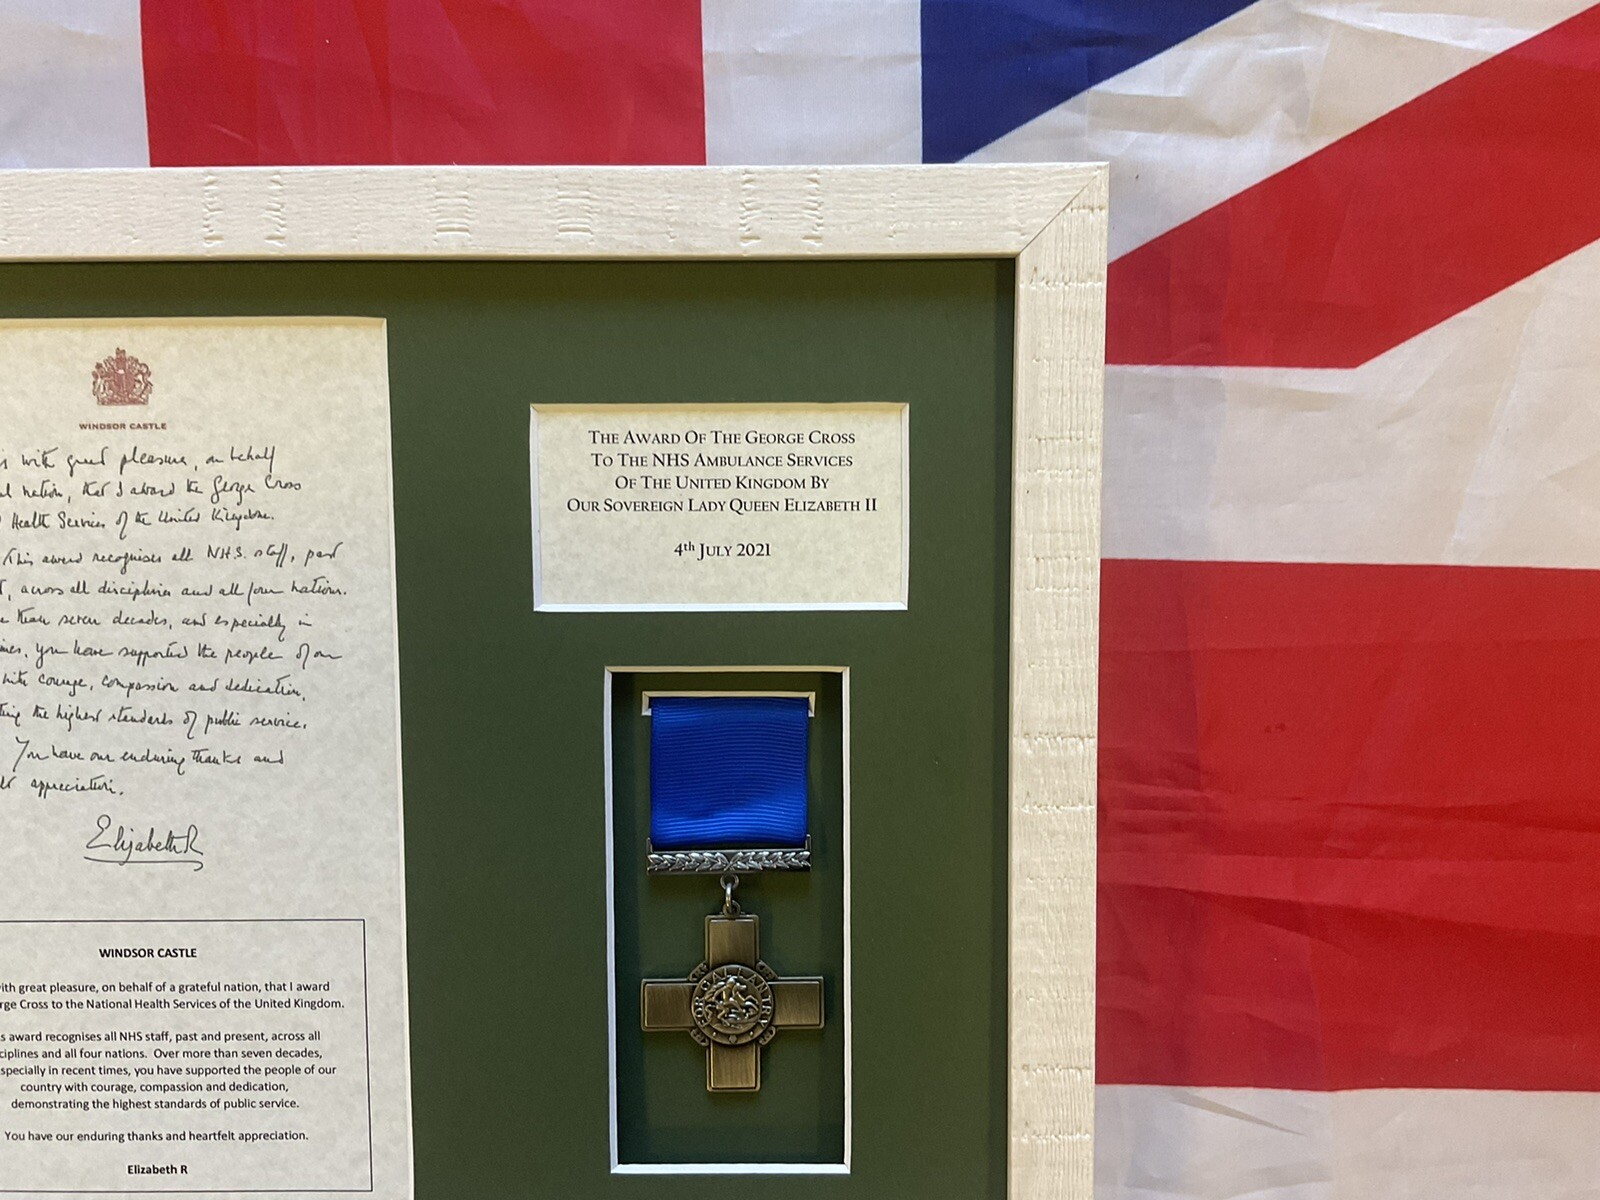 WINDSOR CASTLE
with great pleasure, on behalf
nation, that I award the George Cross
Health Services of the United Kingdom.
This award recognises all NHS. staff, past
, across all disciplines and all four nations.
than seven decades, and especially in
, you have supported the people of our
with courage, compassion and dedication,
the highest standards of public service.
You have our enduring thanks and
appreciation.
Elizabeth R
WINDSOR CASTLE
ith great pleasure, on behalf of a grateful nation, that I award
rge Cross to the National Health Services of the United Kingdom.
s award recognises all NHS staff, past and present, across all
ciplines and all four nations. Over more than seven decades,
specially in recent times, you have supported the people of our
country with courage, compassion and dedication,
demonstrating the highest standards of public service.
You have our enduring thanks and heartfelt appreciation.
Elizabeth R
THE AWARD OF THE GEORGE CROSS
TO THE NHS AMBULANCE SERVICES
OF THE UNITED KINGDOM BY
OUR SOVEREIGN LADY QUEEN ELIZABETH II
4th JULY 2021
FOR GALLANTRY